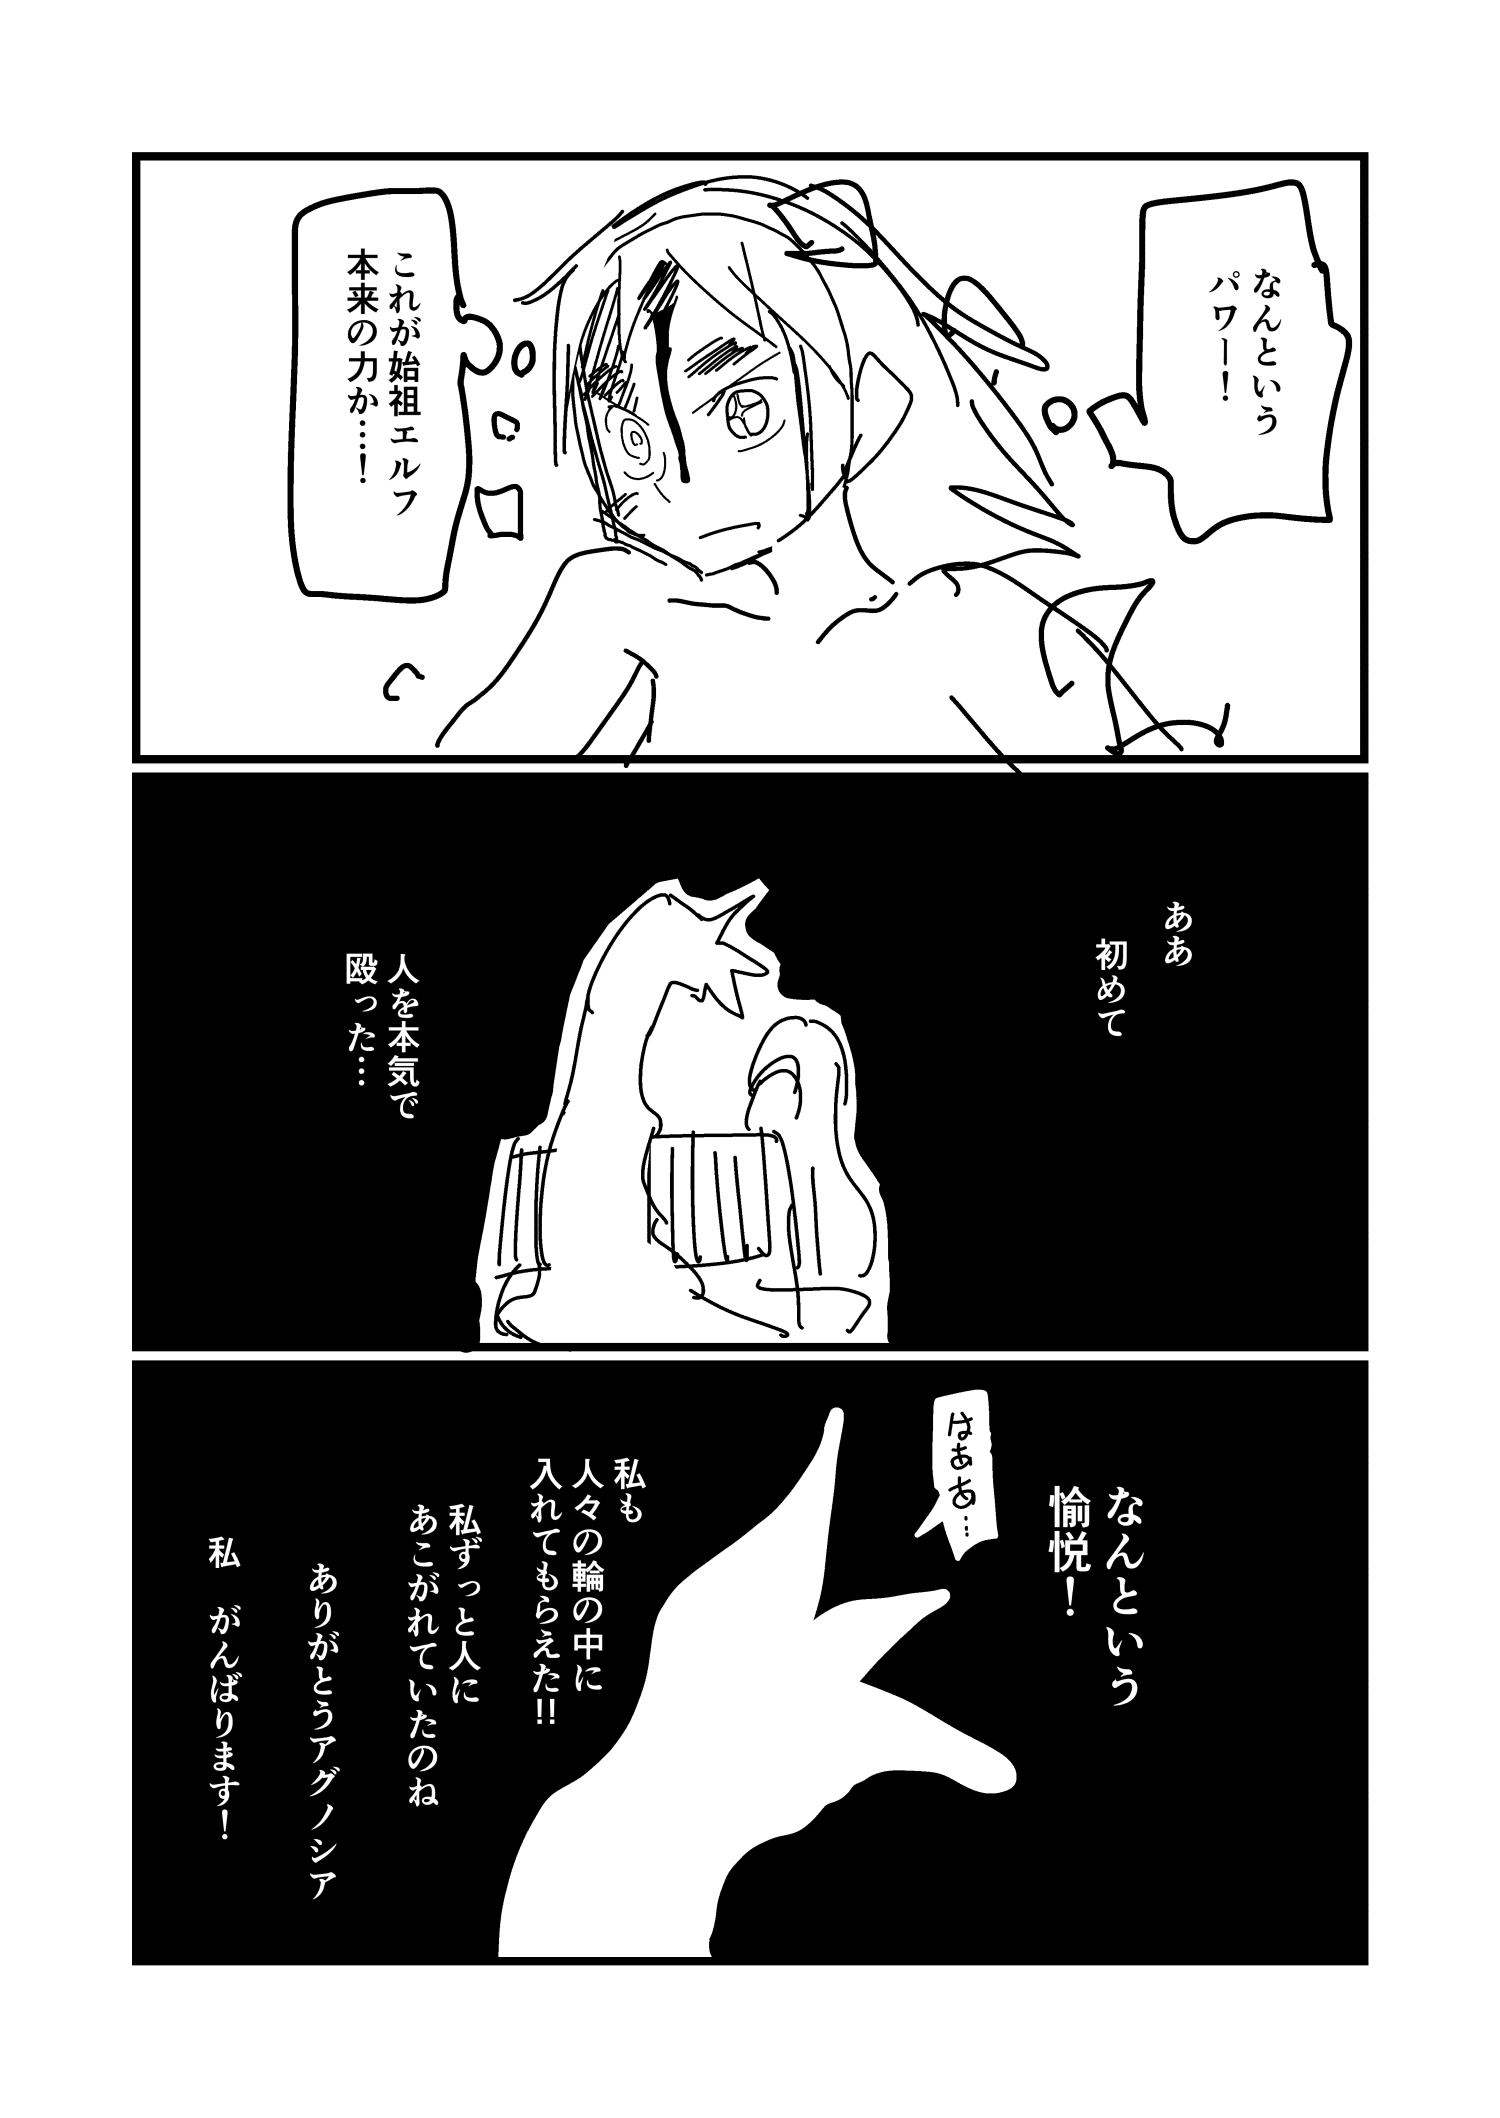 なんという
パワー！
これが始祖エルフ
本来の力か…！
ああ
初めて
人を本気で
殴った…
なんという
愉悦！
はぁあ…
私も
人々の輪の中に
入れてもらえた!!
私ずっと人に
あこがれていたのね
ありがとうアグノシア
私　がんばります！